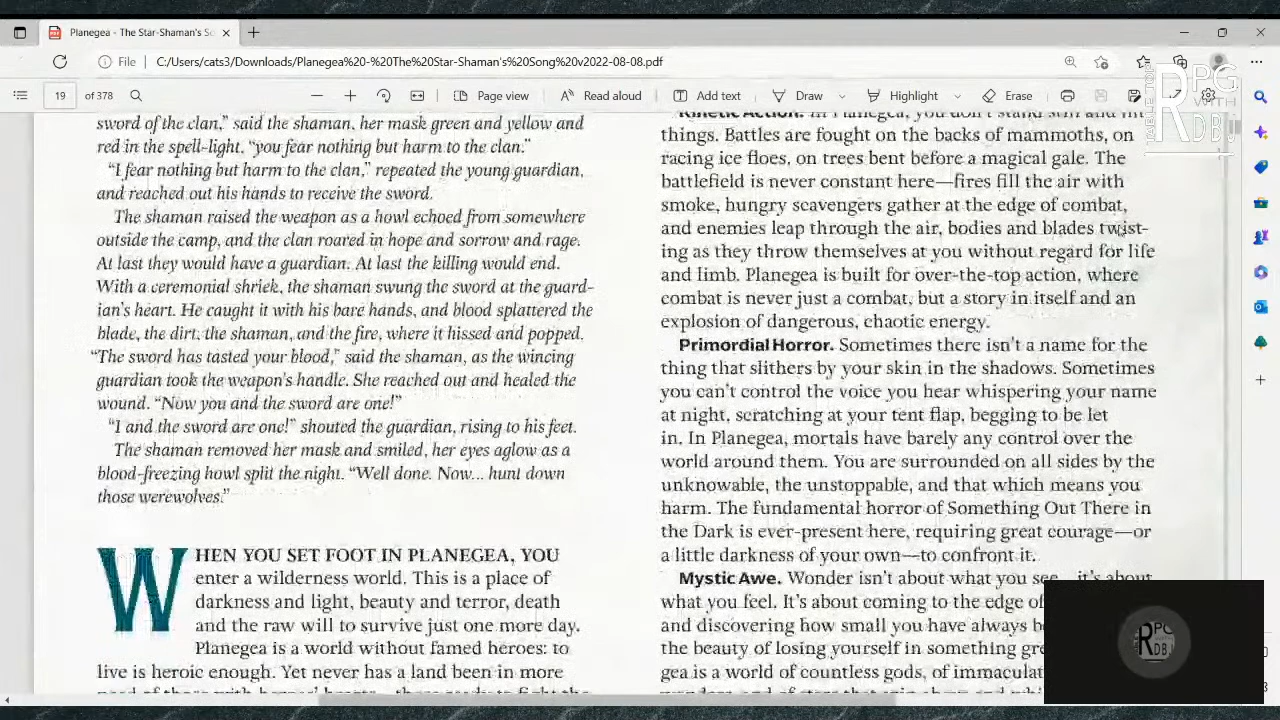 Planegea - The Star-Shaman's So
File
C:/Users/cats3/Downloads/Planegea%20-%20The%20Star-Shaman's%20Song%20v2022-08-08.pdf
19 of 378
Page view
Read aloud
Add text
Draw
Highlight
Erase
TABLE TOP
RPG
WITH
RDB
sword of the clan,” said the shaman, her mask green and yellow and
red in the spell-light, “you fear nothing but harm to the clan.”
“I fear nothing but harm to the clan,” repeated the young guardian,
and reached out his hands to receive the sword.
The shaman raised the weapon as a howl echoed from somewhere
outside the camp, and the clan roared in hope and sorrow and rage.
At last they would have a guardian. At last the killing would end.
With a ceremonial shriek, the shaman swung the sword at the guard-
ian’s heart. He caught it with his bare hands, and blood splattered the
blade, the dirt, the shaman, and the fire, where it hissed and popped.
“The sword has tasted your blood,” said the shaman, as the wincing
guardian took the weapon’s handle. She reached out and healed the
wound. “Now you and the sword are one!”
“I and the sword are one!” shouted the guardian, rising to his feet.
The shaman removed her mask and smiled, her eyes aglow as a
blood-freezing howl split the night. “Well done. Now... hunt down
those werewolves.”
WHEN YOU SET FOOT IN PLANEGEA, YOU
enter a wilderness world. This is a place of
darkness and light, beauty and terror, death
and the raw will to survive just one more day.
Planegea is a world without famed heroes: to
live is heroic enough. Yet never has a land been in more
Kinetic Action. In Planegea, you don’t stand still and hit
things. Battles are fought on the backs of mammoths, on
racing ice floes, on trees bent before a magical gale. The
battlefield is never constant here—fires fill the air with
smoke, hungry scavengers gather at the edge of combat,
and enemies leap through the air, bodies and blades twist-
ing as they throw themselves at you without regard for life
and limb. Planegea is built for over-the-top action, where
combat is never just a combat, but a story in itself and an
explosion of dangerous, chaotic energy.
Primordial Horror. Sometimes there isn’t a name for the
thing that slithers by your skin in the shadows. Sometimes
you can’t control the voice you hear whispering your name
at night, scratching at your tent flap, begging to be let
in. In Planegea, mortals have barely any control over the
world around them. You are surrounded on all sides by the
unknowable, the unstoppable, and that which means you
harm. The fundamental horror of Something Out There in
the Dark is ever-present here, requiring great courage—or
a little darkness of your own—to confront it.
Mystic Awe. Wonder isn’t about what you see—it’s about
what you feel. It’s about coming to the edge of
and discovering how small you have always
the beauty of losing yourself in something
gea is a world of countless gods, of